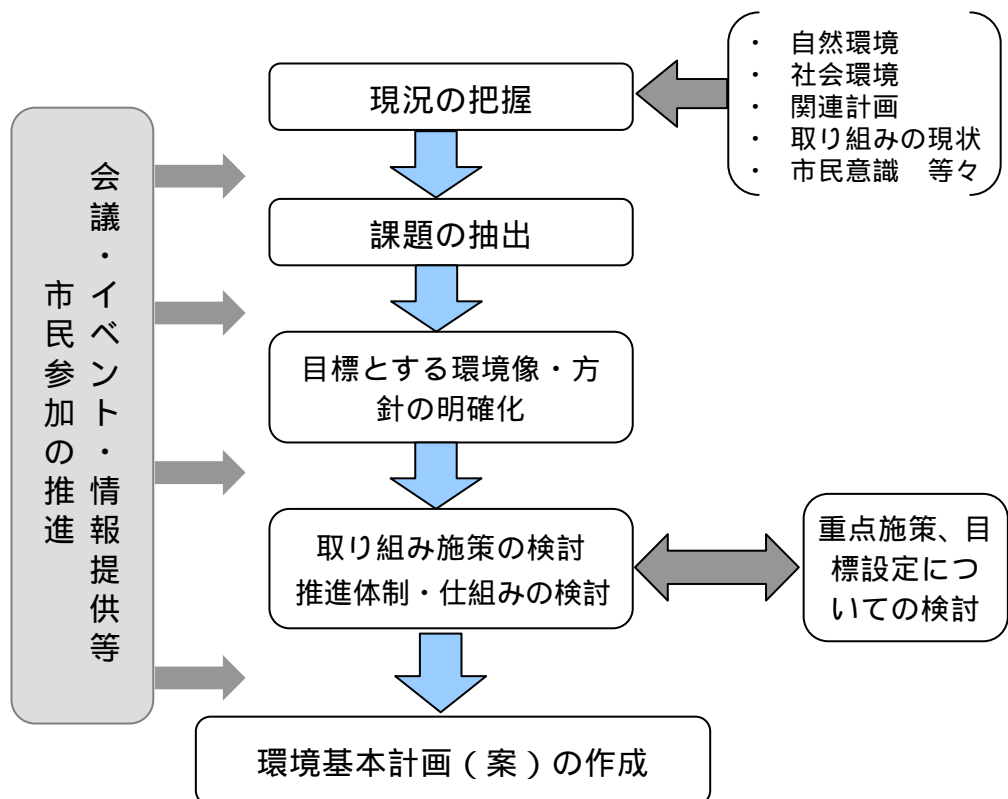 ・ 自然環境
・ 社会環境
・ 関連計画
・ 取り組みの現状
・ 市民意識 等々
現況の把握
会議・イベント・情報提供等
市民参加の推進
課題の抽出
目標とする環境像・方
針の明確化
取り組み施策の検討
推進体制・仕組みの検討
重点施策、目
標設定につ
いての検討
環境基本計画(案)の作成